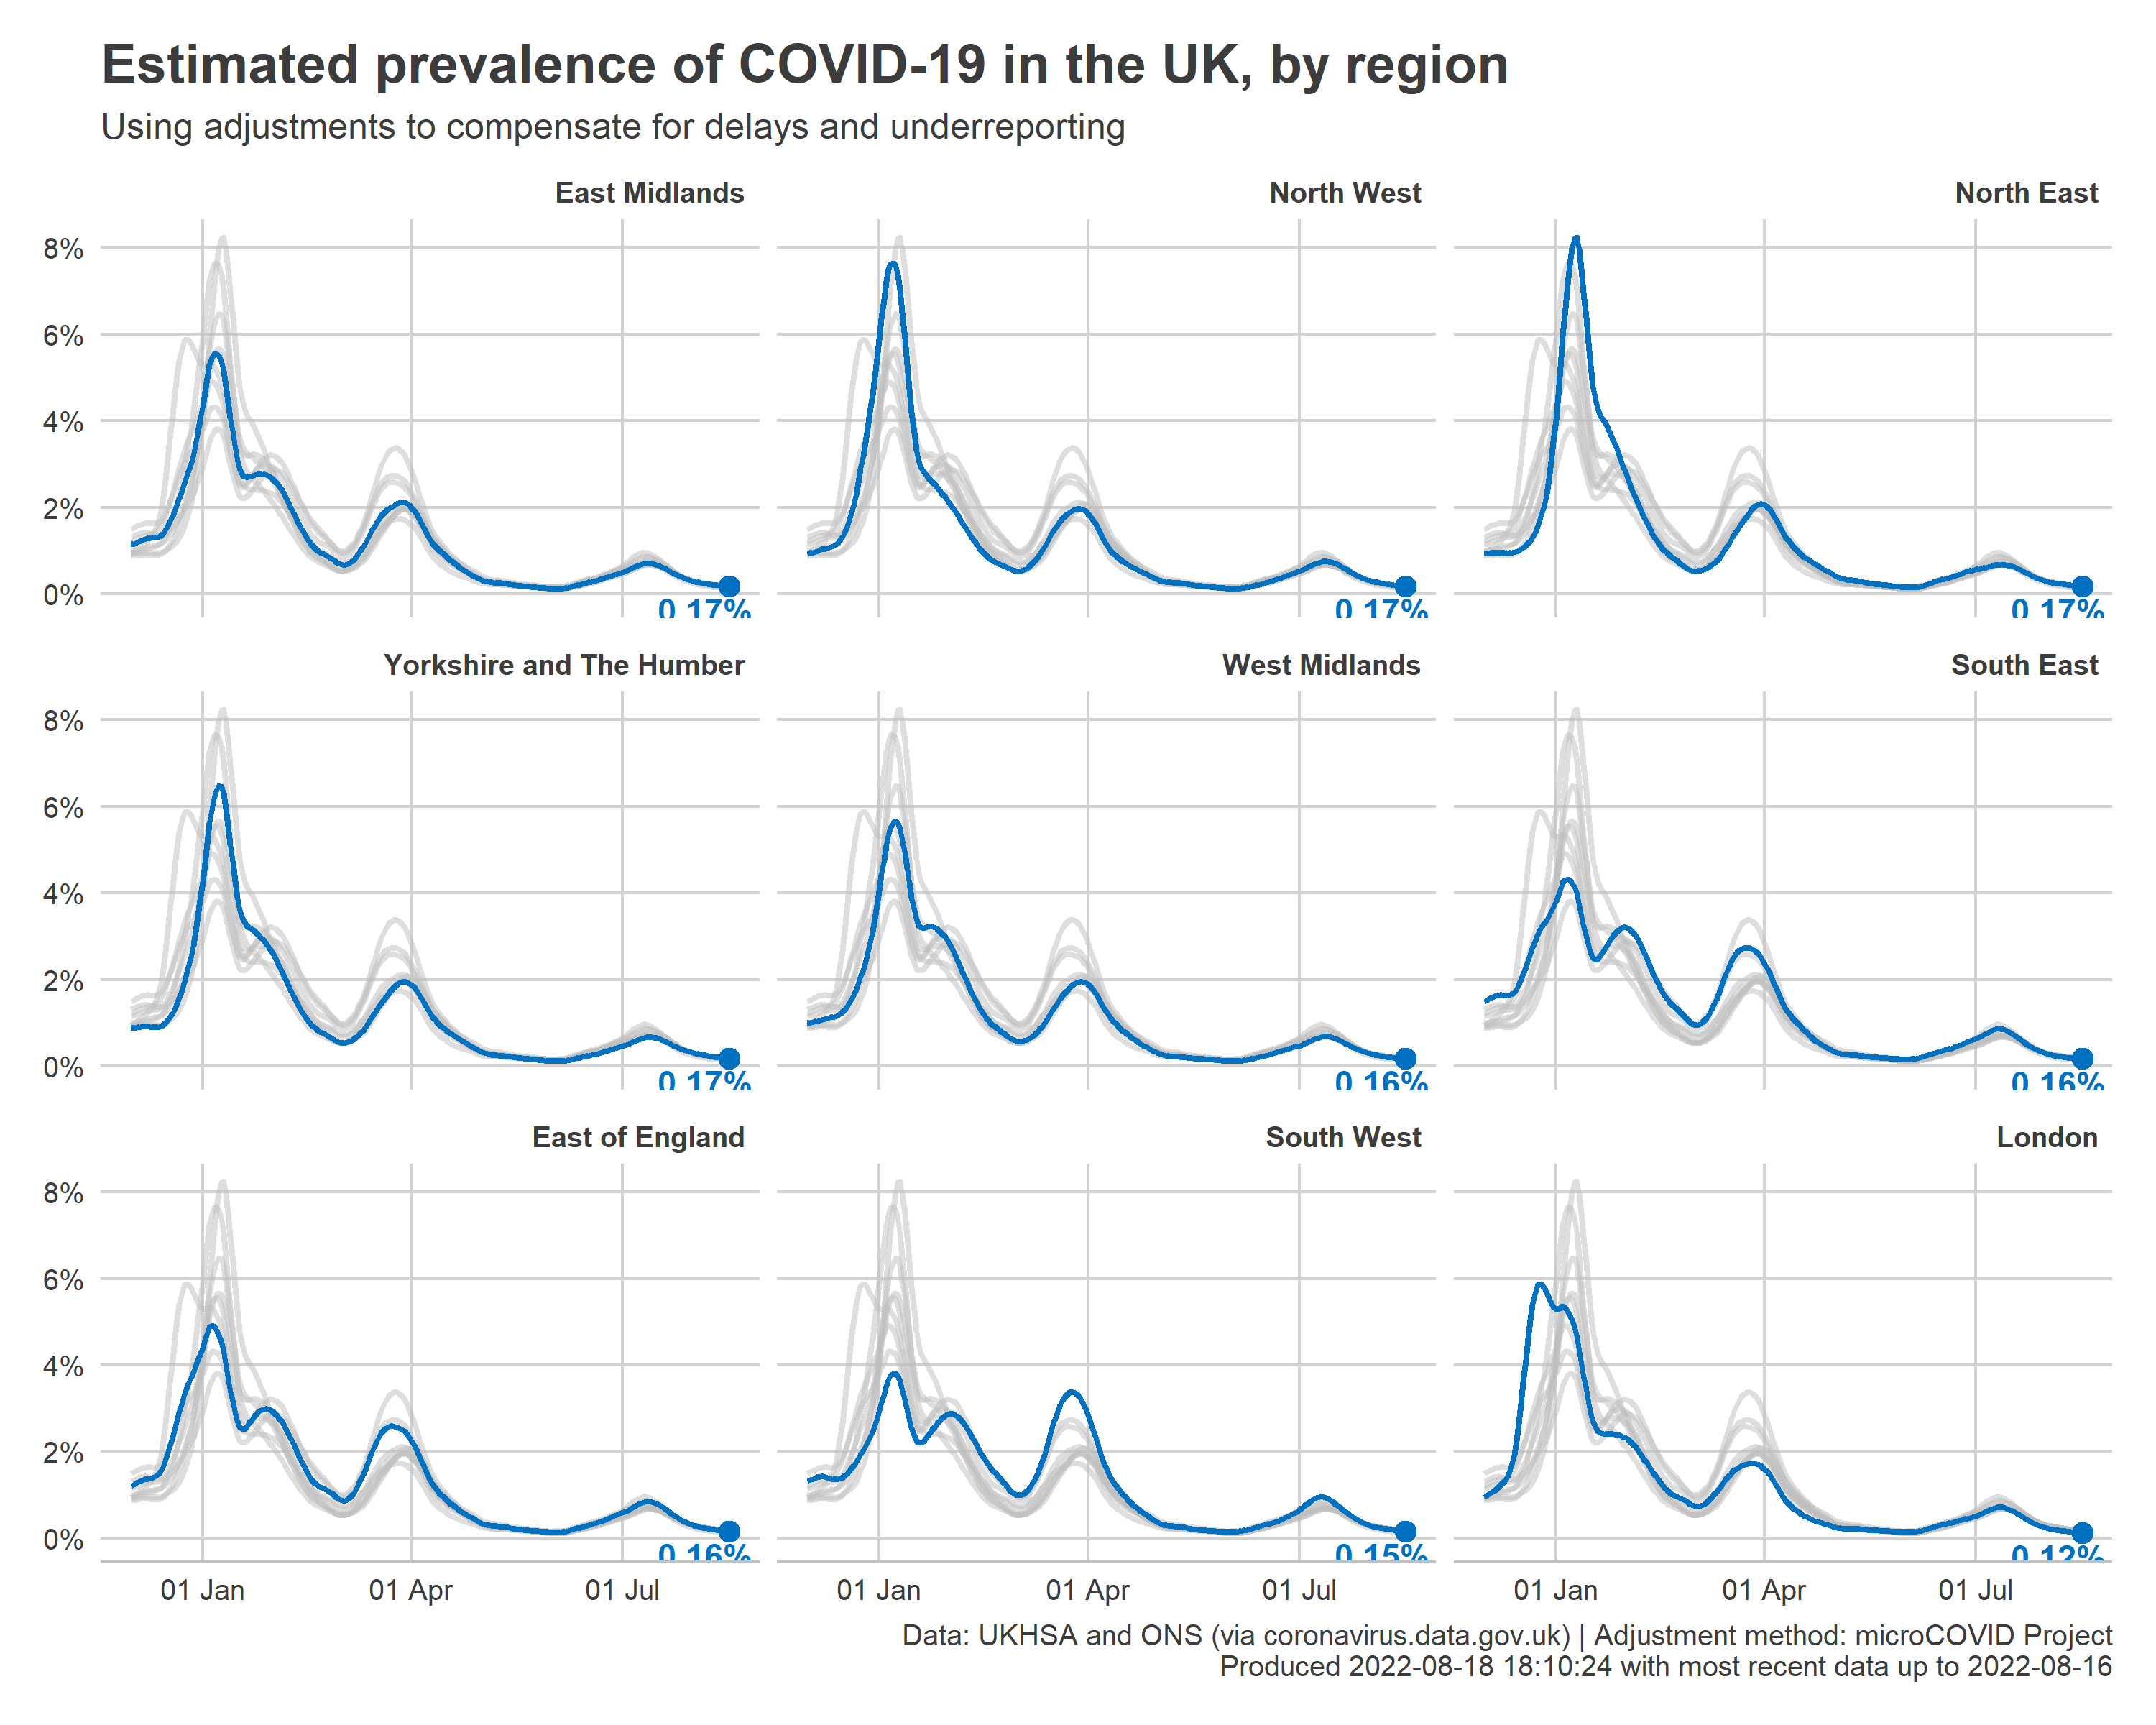 Estimated prevalence of COVID-19 in the UK, by region
Using adjustments to compensate for delays and underreporting
East Midlands
North West
North East
8%
6%
4%
2%
0%
0.17%
0.17%
0.17%
Yorkshire and The Humber
West Midlands
South East
8%
6%
4%
2%
0%
0.17%
0.16%
0.16%
East of England
South West
London
8%
6%
4%
2%
0%
0.16%
0.15%
0.12%
01 Jan 01 Apr 01 Jul
01 Jan 01 Apr 01 Jul
01 Jan 01 Apr 01 Jul
Data: UKHSA and ONS (via coronavirus.data.gov.uk) | Adjustment method: microCOVID Project
Produced 2022-08-18 18:10:24 with most recent data up to 2022-08-16